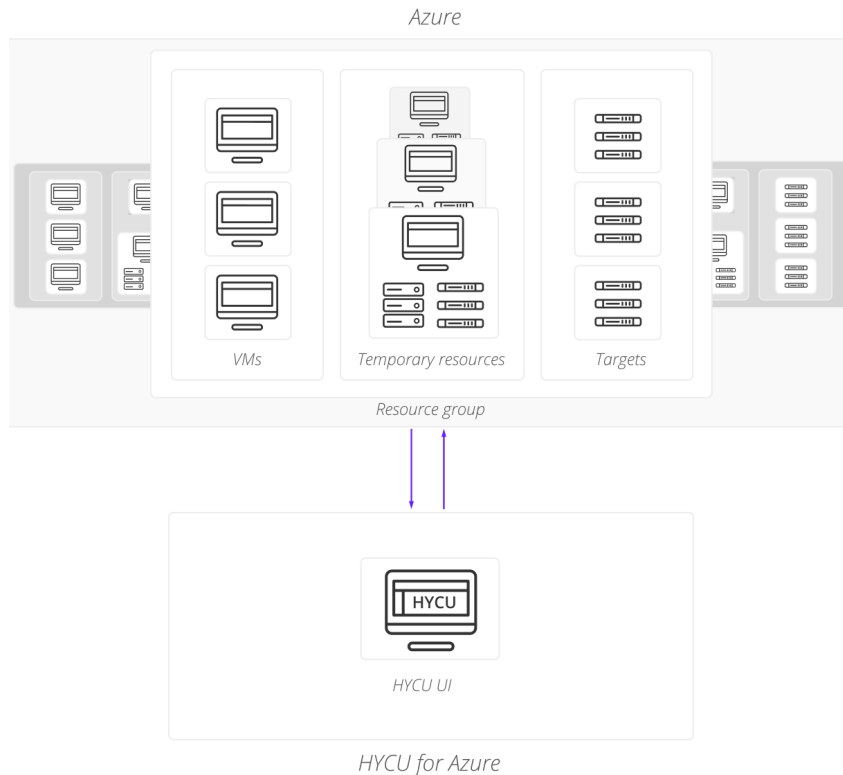 Azure
VMs
Temporary resources
Targets
Resource group
HYCU
HYCU UI
HYCU for Azure